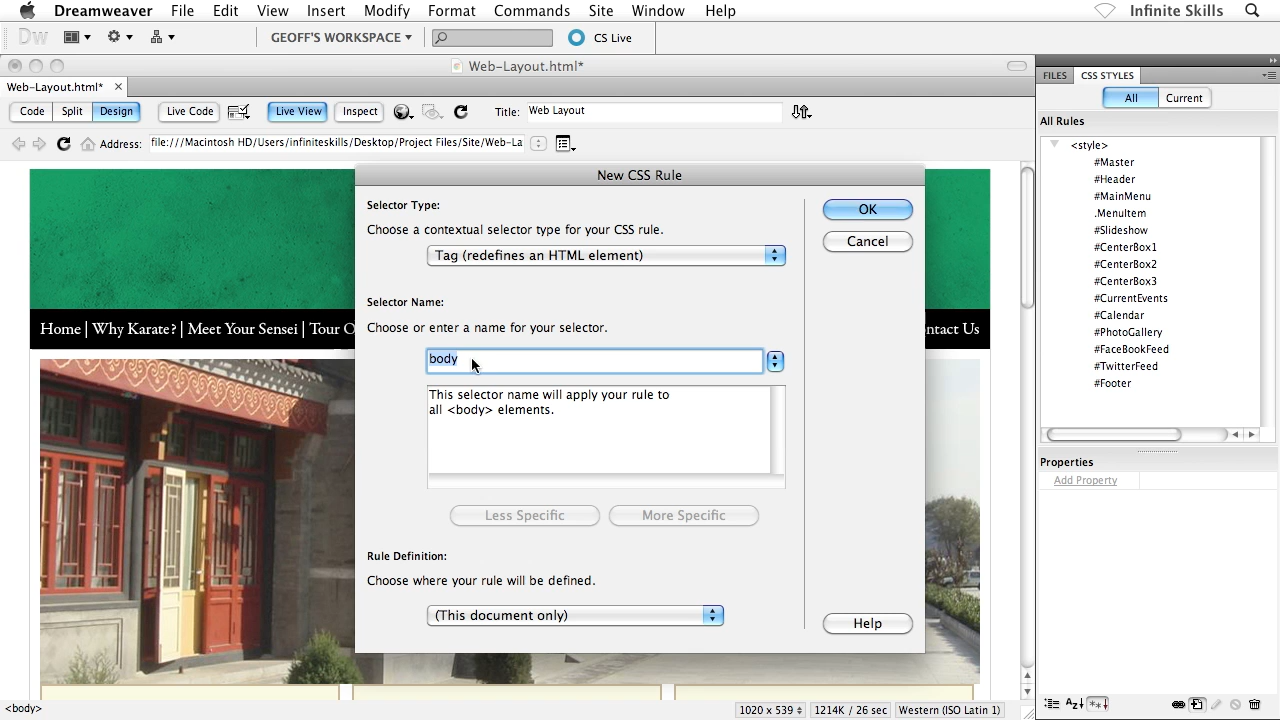 Dreamweaver File Edit View Insert Modify Format Commands Site Window Help Infinite Skills
Dw GEOFF'S WORKSPACE CS Live
Web-Layout.html*
Web-Layout.html*
Code Split Design Live Code Live View Inspect Title: Web Layout
Address: file:///Macintosh HD/Users/infiniteskills/Desktop/Project Files/Site/Web-La
Home | Why Karate? | Meet Your Sensei | Tour O
ntact Us
New CSS Rule
Selector Type:
Choose a contextual selector type for your CSS rule.
Tag (redefines an HTML element)
Selector Name:
Choose or enter a name for your selector.
body
This selector name will apply your rule to
all <body> elements.
Less Specific More Specific
Rule Definition:
Choose where your rule will be defined.
(This document only)
OK
Cancel
Help
FILES CSS STYLES
All Current
All Rules
<style>
#Master
#Header
#MainMenu
.MenuItem
#Slideshow
#CenterBox1
#CenterBox2
#CenterBox3
#CurrentEvents
#Calendar
#PhotoGallery
#FaceBookFeed
#TwitterFeed
#Footer
Properties
Add Property
<body> 1020 x 539 1214K / 26 sec Western (ISO Latin 1)